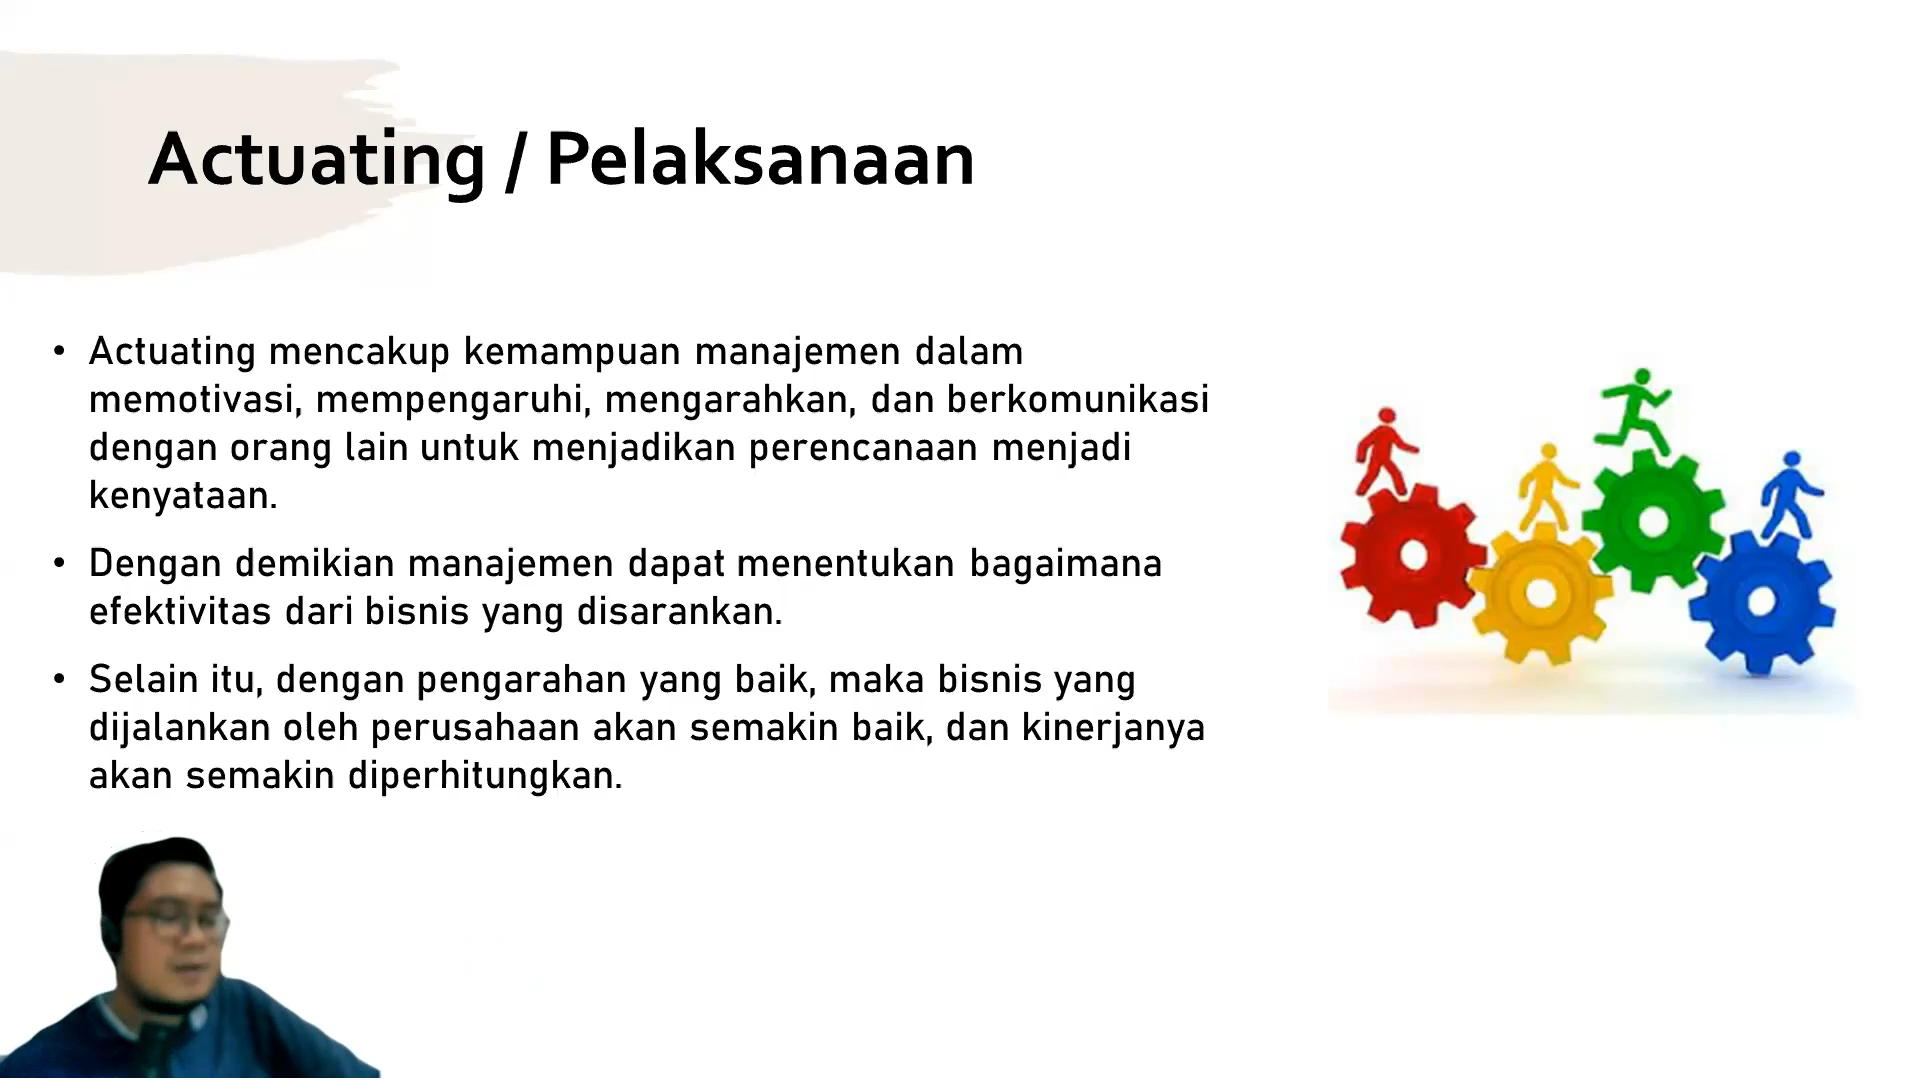 Actuating / Pelaksanaan
• Actuating mencakup kemampuan manajemen dalam
memotivasi, mempengaruhi, mengarahkan, dan berkomunikasi
dengan orang lain untuk menjadikan perencanaan menjadi
kenyataan.
• Dengan demikian manajemen dapat menentukan bagaimana
efektivitas dari bisnis yang disarankan.
• Selain itu, dengan pengarahan yang baik, maka bisnis yang
dijalankan oleh perusahaan akan semakin baik, dan kinerjanya
akan semakin diperhitungkan.